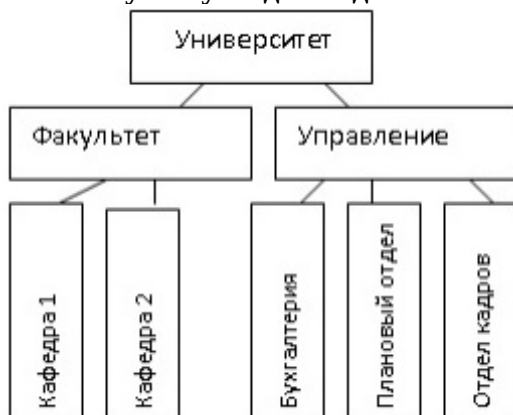 Университет
Факультет
Управление
Кафедра 1
Кафедра 2
Бухгалтерия
Плановый отдел
Отдел кадров